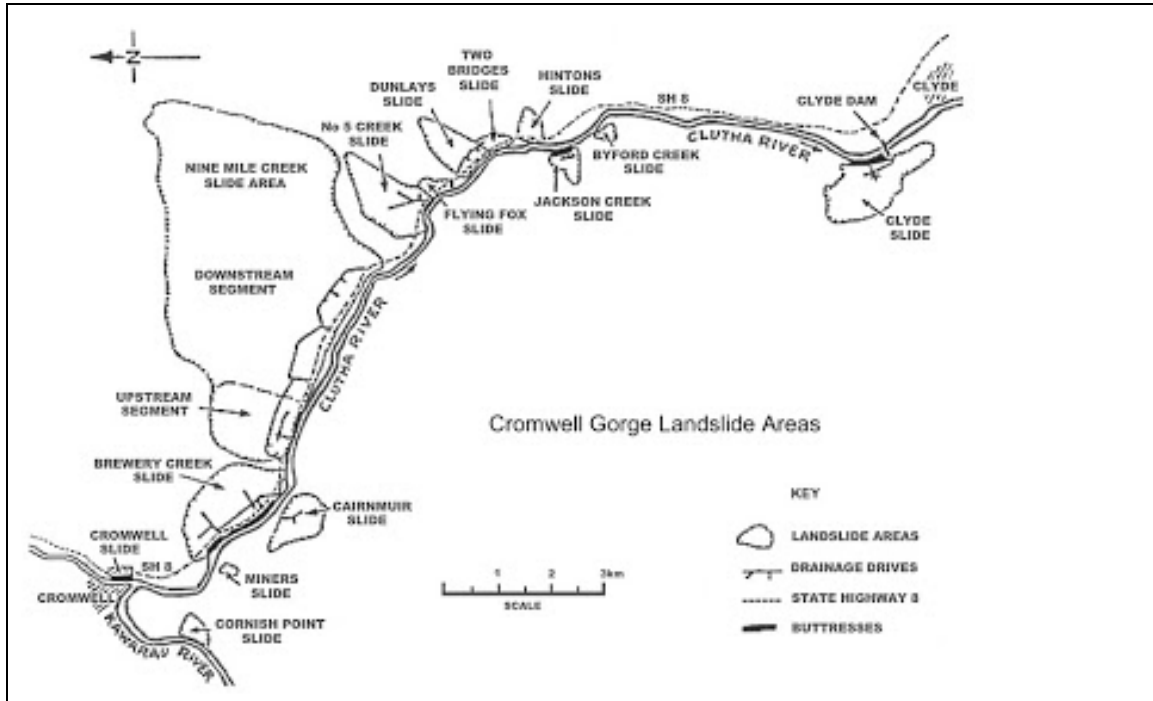 N
TWO
BRIDGES
SLIDE
HINTONS
SLIDE
DUNLAYS
SLIDE
No 5 CREEK
SLIDE
SH 8
CLYDE DAM
CLYDE
CLUTHA RIVER
BYFORD CREEK
SLIDE
JACKSON CREEK
SLIDE
CLYDE
SLIDE
NINE MILE CREEK
SLIDE AREA
FLYING FOX
SLIDE
DOWNSTREAM
SEGMENT
CLUTHA RIVER
UPSTREAM
SEGMENT
Cromwell Gorge Landslide Areas
BREWERY CREEK
SLIDE
CAIRNMUIR
SLIDE
CROMWELL
SLIDE
SH 8
CROMWELL
MINERS
SLIDE
CORNISH POINT
SLIDE
KAWARAU RIVER
1 2 3km
SCALE
KEY
LANDSLIDE AREAS
DRAINAGE DRIVES
STATE HIGHWAY 8
BUTTRESSES